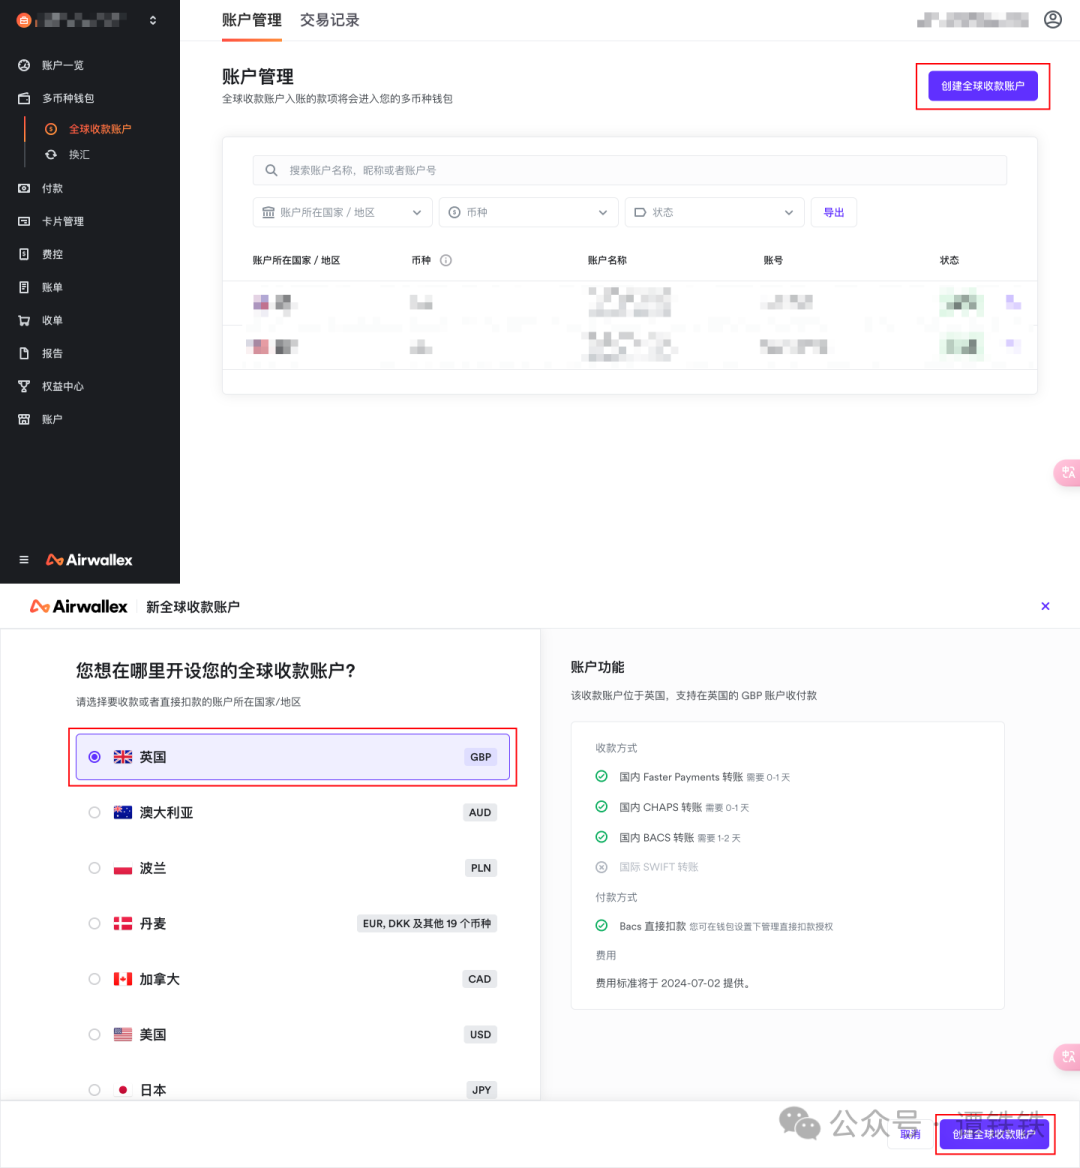 账户管理 交易记录
账户一览
多币种钱包
全球收款账户
换汇
付款
卡片管理
费控
账单
收单
报告
权益中心
账户
Airwallex
账户管理
全球收款账户入账的款项将会进入您的多币种钱包
创建全球收款账户
搜索账户名称，昵称或者账户号
账户所在国家 / 地区 币种 状态 导出
账户所在国家 / 地区 币种 账户名称 账号 状态
Airwallex 新全球收款账户
您想在哪里开设您的全球收款账户?
请选择要收款或者直接扣款的账户所在国家/地区
英国 GBP
澳大利亚 AUD
波兰 PLN
丹麦 EUR, DKK 及其他 19 个币种
加拿大 CAD
美国 USD
日本 JPY
账户功能
该收款账户位于英国，支持在英国的 GBP 账户收付款
收款方式
国内 Faster Payments 转账 需要 0-1 天
国内 CHAPS 转账 需要 0-1 天
国内 BACS 转账 需要 1-2 天
国际 SWIFT 转账
付款方式
Bacs 直接扣款 您可在钱包设置下管理直接扣款授权
费用
费用标准将于 2024-07-02 提供。
公众号 · 谭铁铁
取消 创建全球收款账户